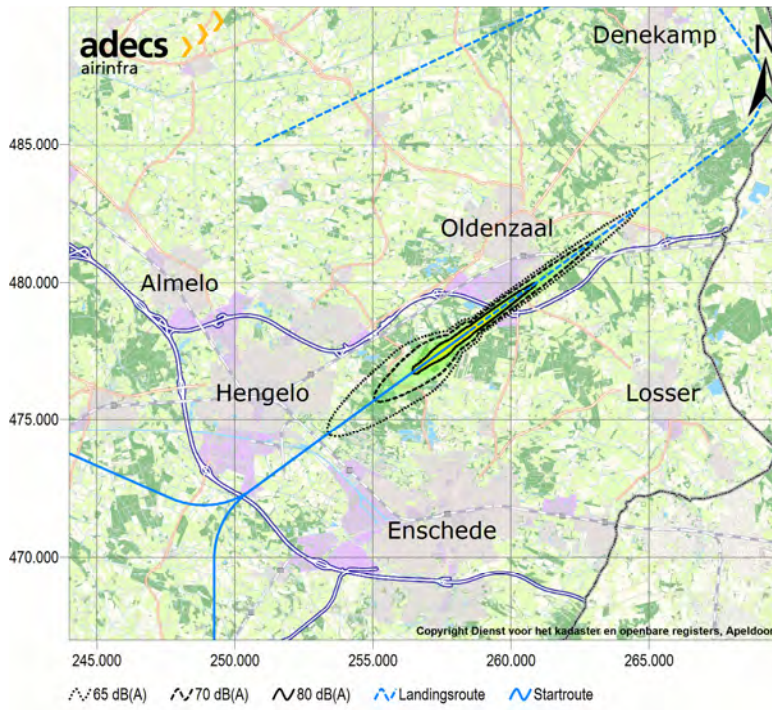 adecs
airinfra
Denekamp
N
485.000
Oldenzaal
480.000
Almelo
Hengelo
Losser
475.000
Enschede
470.000
Copyright Dienst voor het kadaster en openbare registers, Apeldoor
245.000 250.000 255.000 260.000 265.000
65 dB(A) 70 dB(A) 80 dB(A) Landingsroute Startroute